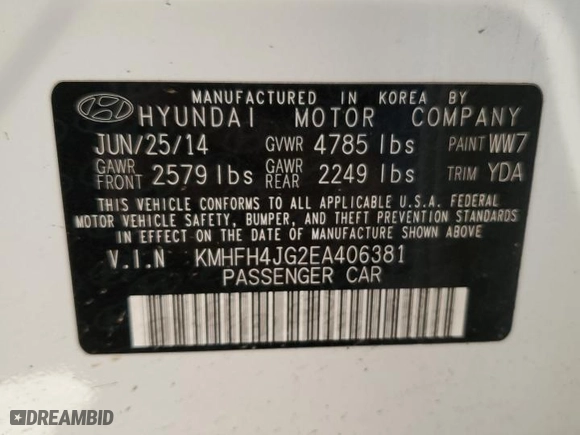 MANUFACTURED IN KOREA BY
HYUNDAI MOTOR COMPANY
JUN/25/14 GVWR 4785 lbs PAINT WW7
GAWR FRONT 2579 lbs GAWR REAR 2249 lbs TRIM YDA
THIS VEHICLE CONFORMS TO ALL APPLICABLE U.S.A. FEDERAL
MOTOR VEHICLE SAFETY, BUMPER, AND THEFT PREVENTION STANDARDS
IN EFFECT ON THE DATE OF MANUFACTURE SHOWN ABOVE.
V.I.N KMHFH4JG2EA406381
PASSENGER CAR
DREAMBID